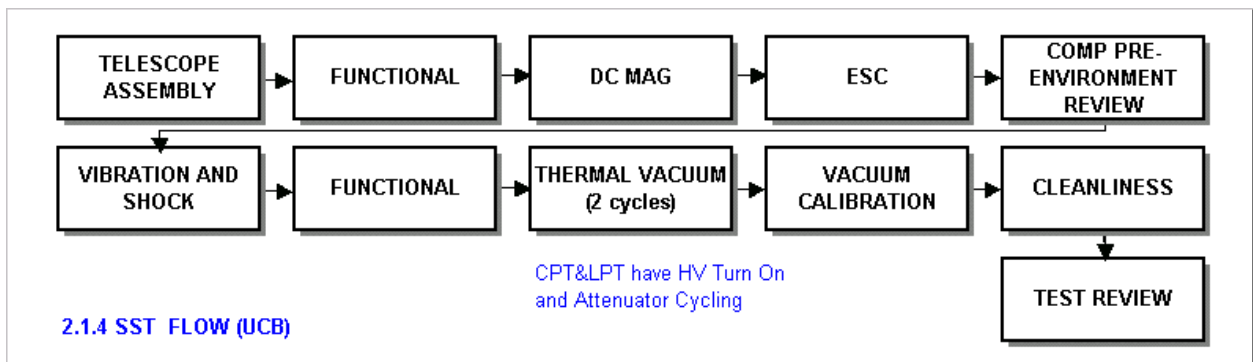 TELESCOPE
ASSEMBLY
FUNCTIONAL
DC MAG
ESC
COMP PRE-
ENVIRONMENT
REVIEW
VIBRATION AND
SHOCK
FUNCTIONAL
THERMAL VACUUM
(2 cycles)
VACUUM
CALIBRATION
CLEANLINESS
CPT&LPT have HV Turn On
and Attenuator Cycling
TEST REVIEW
2.1.4 SST FLOW (UCB)